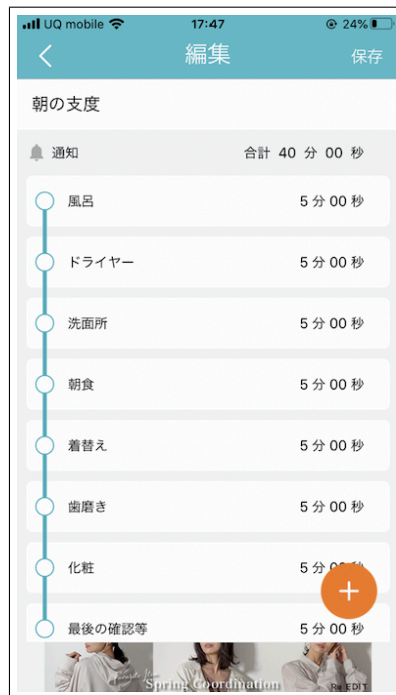 UQ mobile 17:47 24%
編集 保存
朝の支度
通知 合計 40 分 00 秒
風呂 5 分 00 秒
ドライヤー 5 分 00 秒
洗面所 5 分 00 秒
朝食 5 分 00 秒
着替え 5 分 00 秒
歯磨き 5 分 00 秒
化粧 5 分 00 秒
最後の確認等 5 分 00 秒
Spring Coordination
Re EDIT